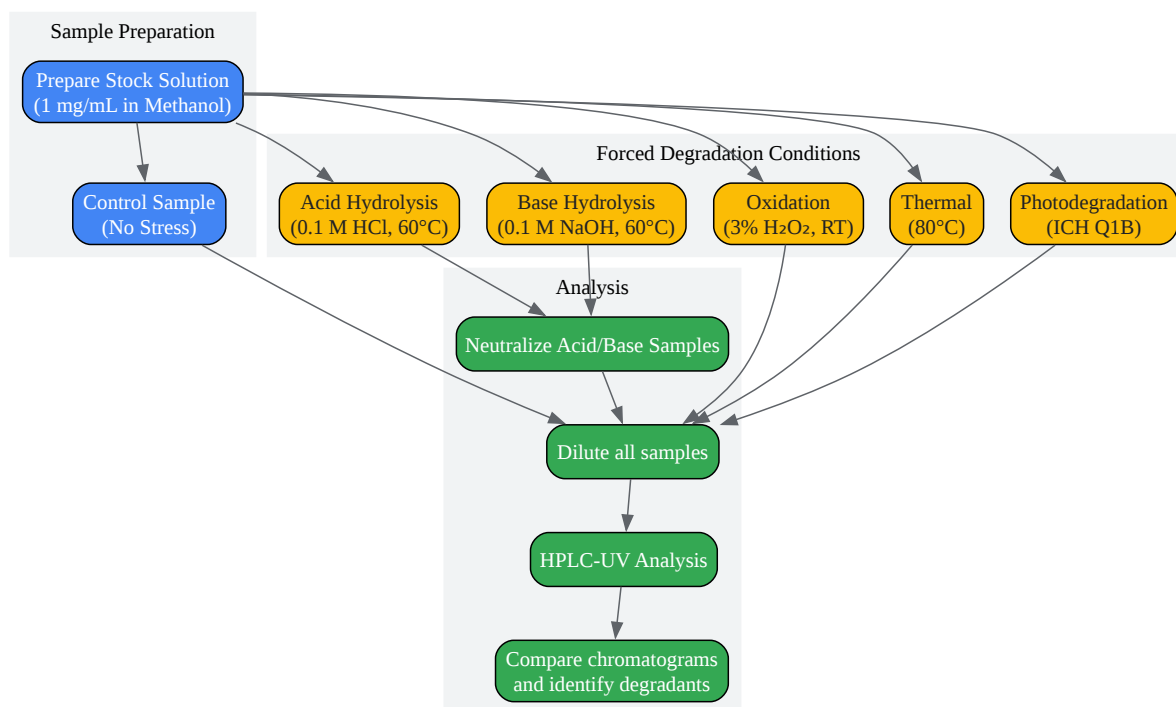 Sample Preparation
Prepare Stock Solution
(1 mg/mL in Methanol)
Forced Degradation Conditions
Control Sample
(No Stress)
Acid Hydrolysis
(0.1 M HCl, 60°C)
Base Hydrolysis
(0.1 M NaOH, 60°C)
Oxidation
(3% H₂O₂, RT)
Thermal
(80°C)
Photodegradation
(ICH Q1B)
Analysis
Neutralize Acid/Base Samples
Dilute all samples
HPLC-UV Analysis
Compare chromatograms
and identify degradants